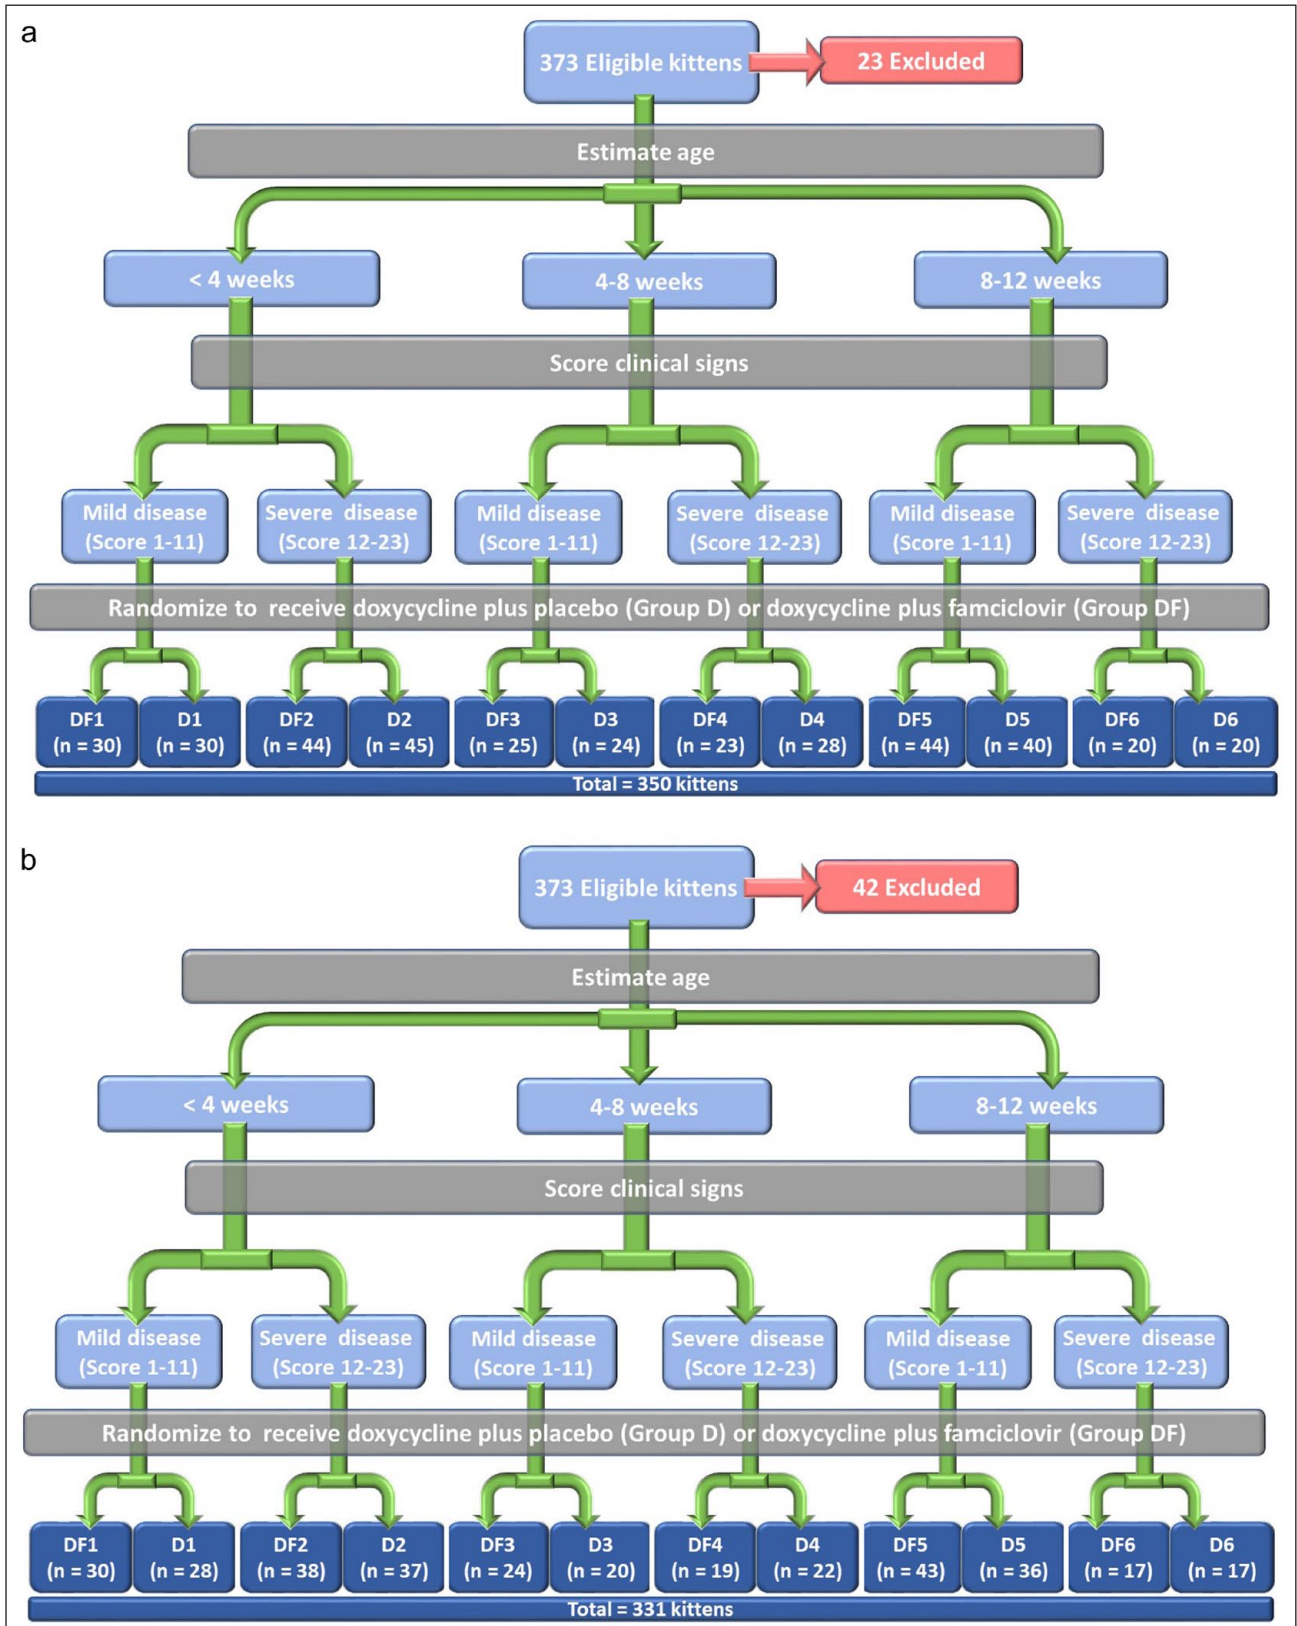 a
373 Eligible kittens
23 Excluded
Estimate age
< 4 weeks
4-8 weeks
8-12 weeks
Score clinical signs
Mild disease
(Score 1-11)
Severe disease
(Score 12-23)
Mild disease
(Score 1-11)
Severe disease
(Score 12-23)
Mild disease
(Score 1-11)
Severe disease
(Score 12-23)
Randomize to receive doxycycline plus placebo (Group D) or doxycycline plus famciclovir (Group DF)
DF1
(n = 30)
D1
(n = 30)
DF2
(n = 44)
D2
(n = 45)
DF3
(n = 25)
D3
(n = 24)
DF4
(n = 23)
D4
(n = 28)
DF5
(n = 44)
D5
(n = 40)
DF6
(n = 20)
D6
(n = 20)
Total = 350 kittens
b
373 Eligible kittens
42 Excluded
Estimate age
< 4 weeks
4-8 weeks
8-12 weeks
Score clinical signs
Mild disease
(Score 1-11)
Severe disease
(Score 12-23)
Mild disease
(Score 1-11)
Severe disease
(Score 12-23)
Mild disease
(Score 1-11)
Severe disease
(Score 12-23)
Randomize to receive doxycycline plus placebo (Group D) or doxycycline plus famciclovir (Group DF)
DF1
(n = 30)
D1
(n = 28)
DF2
(n = 38)
D2
(n = 37)
DF3
(n = 24)
D3
(n = 20)
DF4
(n = 19)
D4
(n = 22)
DF5
(n = 43)
D5
(n = 36)
DF6
(n = 17)
D6
(n = 17)
Total = 331 kittens